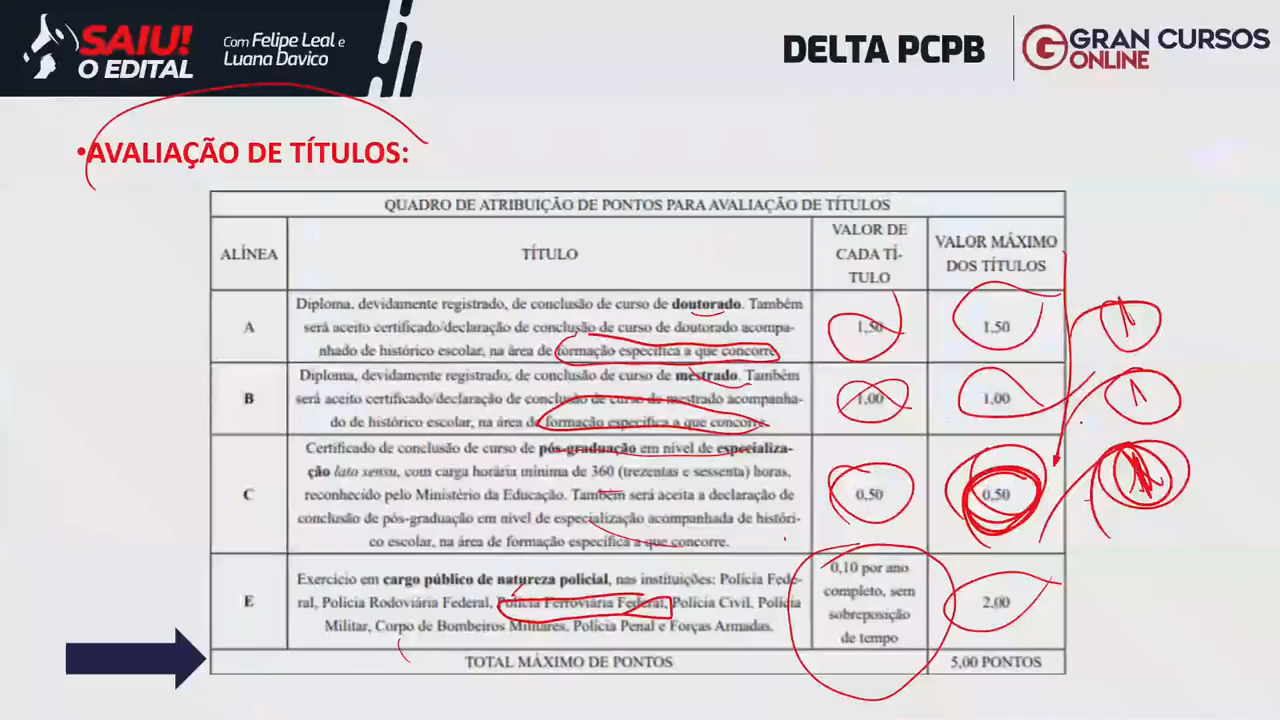 SAIU!
O EDITAL
Com Felipe Leal e
Luana Davico
DELTA PCPB
GRAN CURSOS
ONLINE
•AVALIAÇÃO DE TÍTULOS:
QUADRO DE ATRIBUIÇÃO DE PONTOS PARA AVALIAÇÃO DE TÍTULOS
ALÍNEA
TÍTULO
VALOR DE
CADA TÍ-
TULO
VALOR MÁXIMO
DOS TÍTULOS
A
Diploma, devidamente registrado, de conclusão de curso de doutorado. Também
será aceito certificado/declaração de conclusão de curso de doutorado acompa-
nhado de histórico escolar, na área de formação específica a que concorre
1,50
1,50
1
B
Diploma, devidamente registrado, de conclusão de curso de mestrado. Também
será aceito certificado/declaração de conclusão de curso de mestrado acompanha-
do de histórico escolar, na área de formação específica a que concorre.
1,00
1,00
1
C
Certificado de conclusão de curso de pós-graduação em nível de especializa-
ção lato sensu, com carga horária mínima de 360 (trezentas e sessenta) horas,
reconhecido pelo Ministério da Educação. Também será aceita a declaração de
conclusão de pós-graduação em nível de especialização acompanhada de históri-
co escolar, na área de formação específica a que concorre.
0,50
0,50
E
Exercício em cargo público de natureza policial, nas instituições: Polícia Fede-
ral, Polícia Rodoviária Federal, Polícia Ferroviária Federal, Polícia Civil, Polícia
Militar, Corpo de Bombeiros Militares, Polícia Penal e Forças Armadas.
0,10 por ano
completo, sem
sobreposição
de tempo
2,00
TOTAL MÁXIMO DE PONTOS
5,00 PONTOS